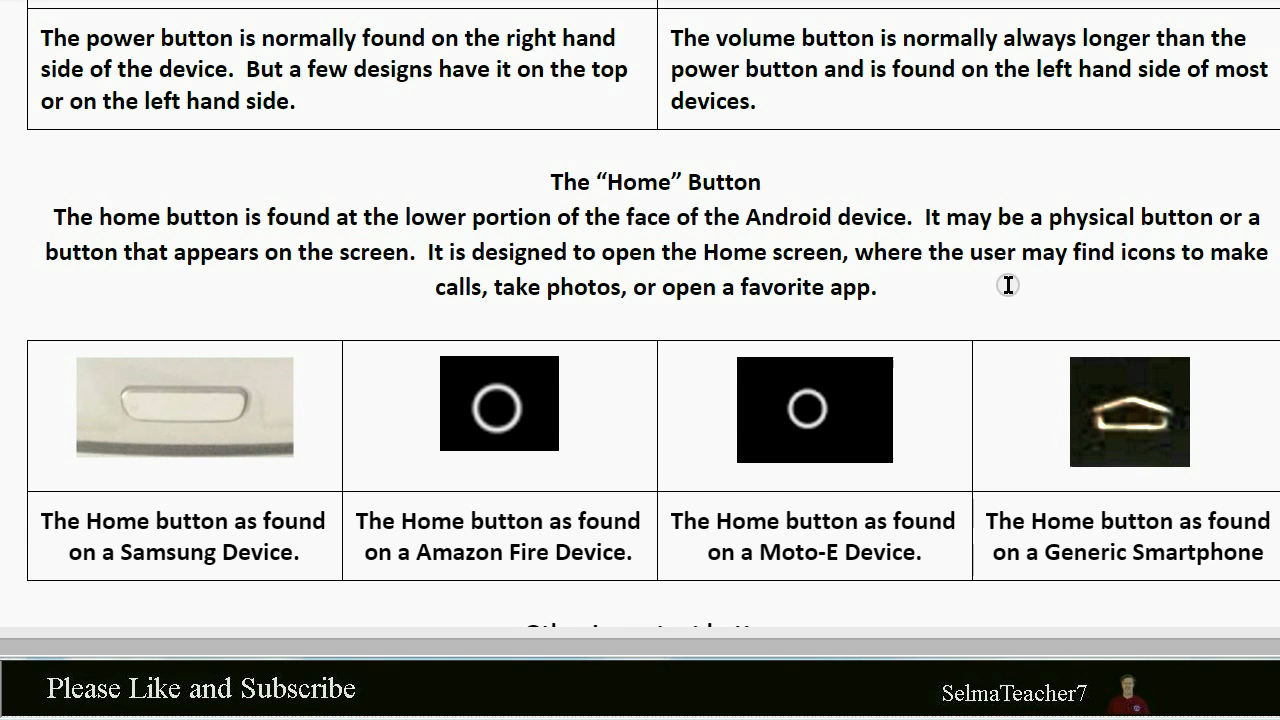 The power button is normally found on the right hand
side of the device.  But a few designs have it on the top
or on the left hand side.
The volume button is normally always longer than the
power button and is found on the left hand side of most
devices.
The “Home” Button
The home button is found at the lower portion of the face of the Android device.  It may be a physical button or a
button that appears on the screen.  It is designed to open the Home screen, where the user may find icons to make
calls, take photos, or open a favorite app.
The Home button as found
on a Samsung Device.
The Home button as found
on a Amazon Fire Device.
The Home button as found
on a Moto-E Device.
The Home button as found
on a Generic Smartphone
Please Like and Subscribe
SelmaTeacher7